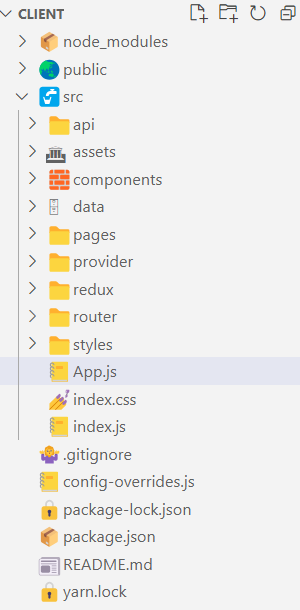 CLIENT
node_modules
public
src
api
assets
components
data
pages
provider
redux
router
styles
App.js
index.css
index.js
.gitignore
config-overrides.js
package-lock.json
package.json
README.md
yarn.lock